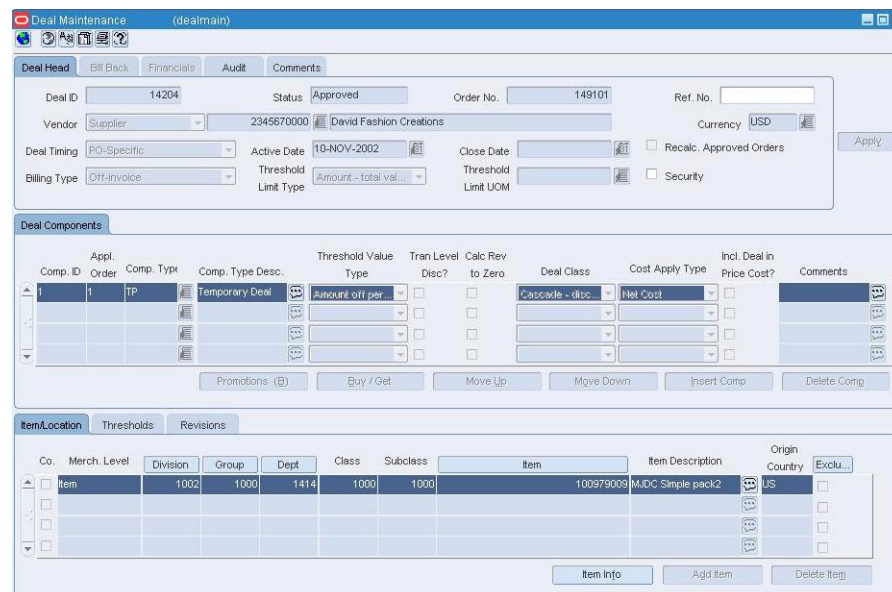 Deal Maintenance (dealmain)
Deal Head Bill Back Financials Audit Comments
Deal ID 14204 Status Approved Order No. 149101 Ref. No.
Vendor Supplier 2345670000 David Fashion Creations Currency USD
Apply
Deal Timing PO-Specific Active Date 10-NOV-2002 Close Date Recalc. Approved Orders
Billing Type Off-invoice Threshold Limit Type Amount - total val... Threshold Limit UOM Security
Deal Components
Appl. Threshold Value Tran Level Calc Rev Incl. Deal in
Comp. ID Order Comp. Type Comp. Type Desc. Type Disc? to Zero Deal Class Cost Apply Type Price Cost? Comments
1 1 TP Temporary Deal Amount off per... Cascade - disc... Net Cost
Promotions (B) Buy / Get Move Up Move Down Insert Comp Delete Comp
Item/Location Thresholds Revisions
Origin
Co. Merch. Level Division Group Dept Class Subclass Item Item Description Country Exclu...
Item 1002 1000 1414 1000 1000 100979009 MJDC Simple pack2 US
Item Info Add Item Delete Item